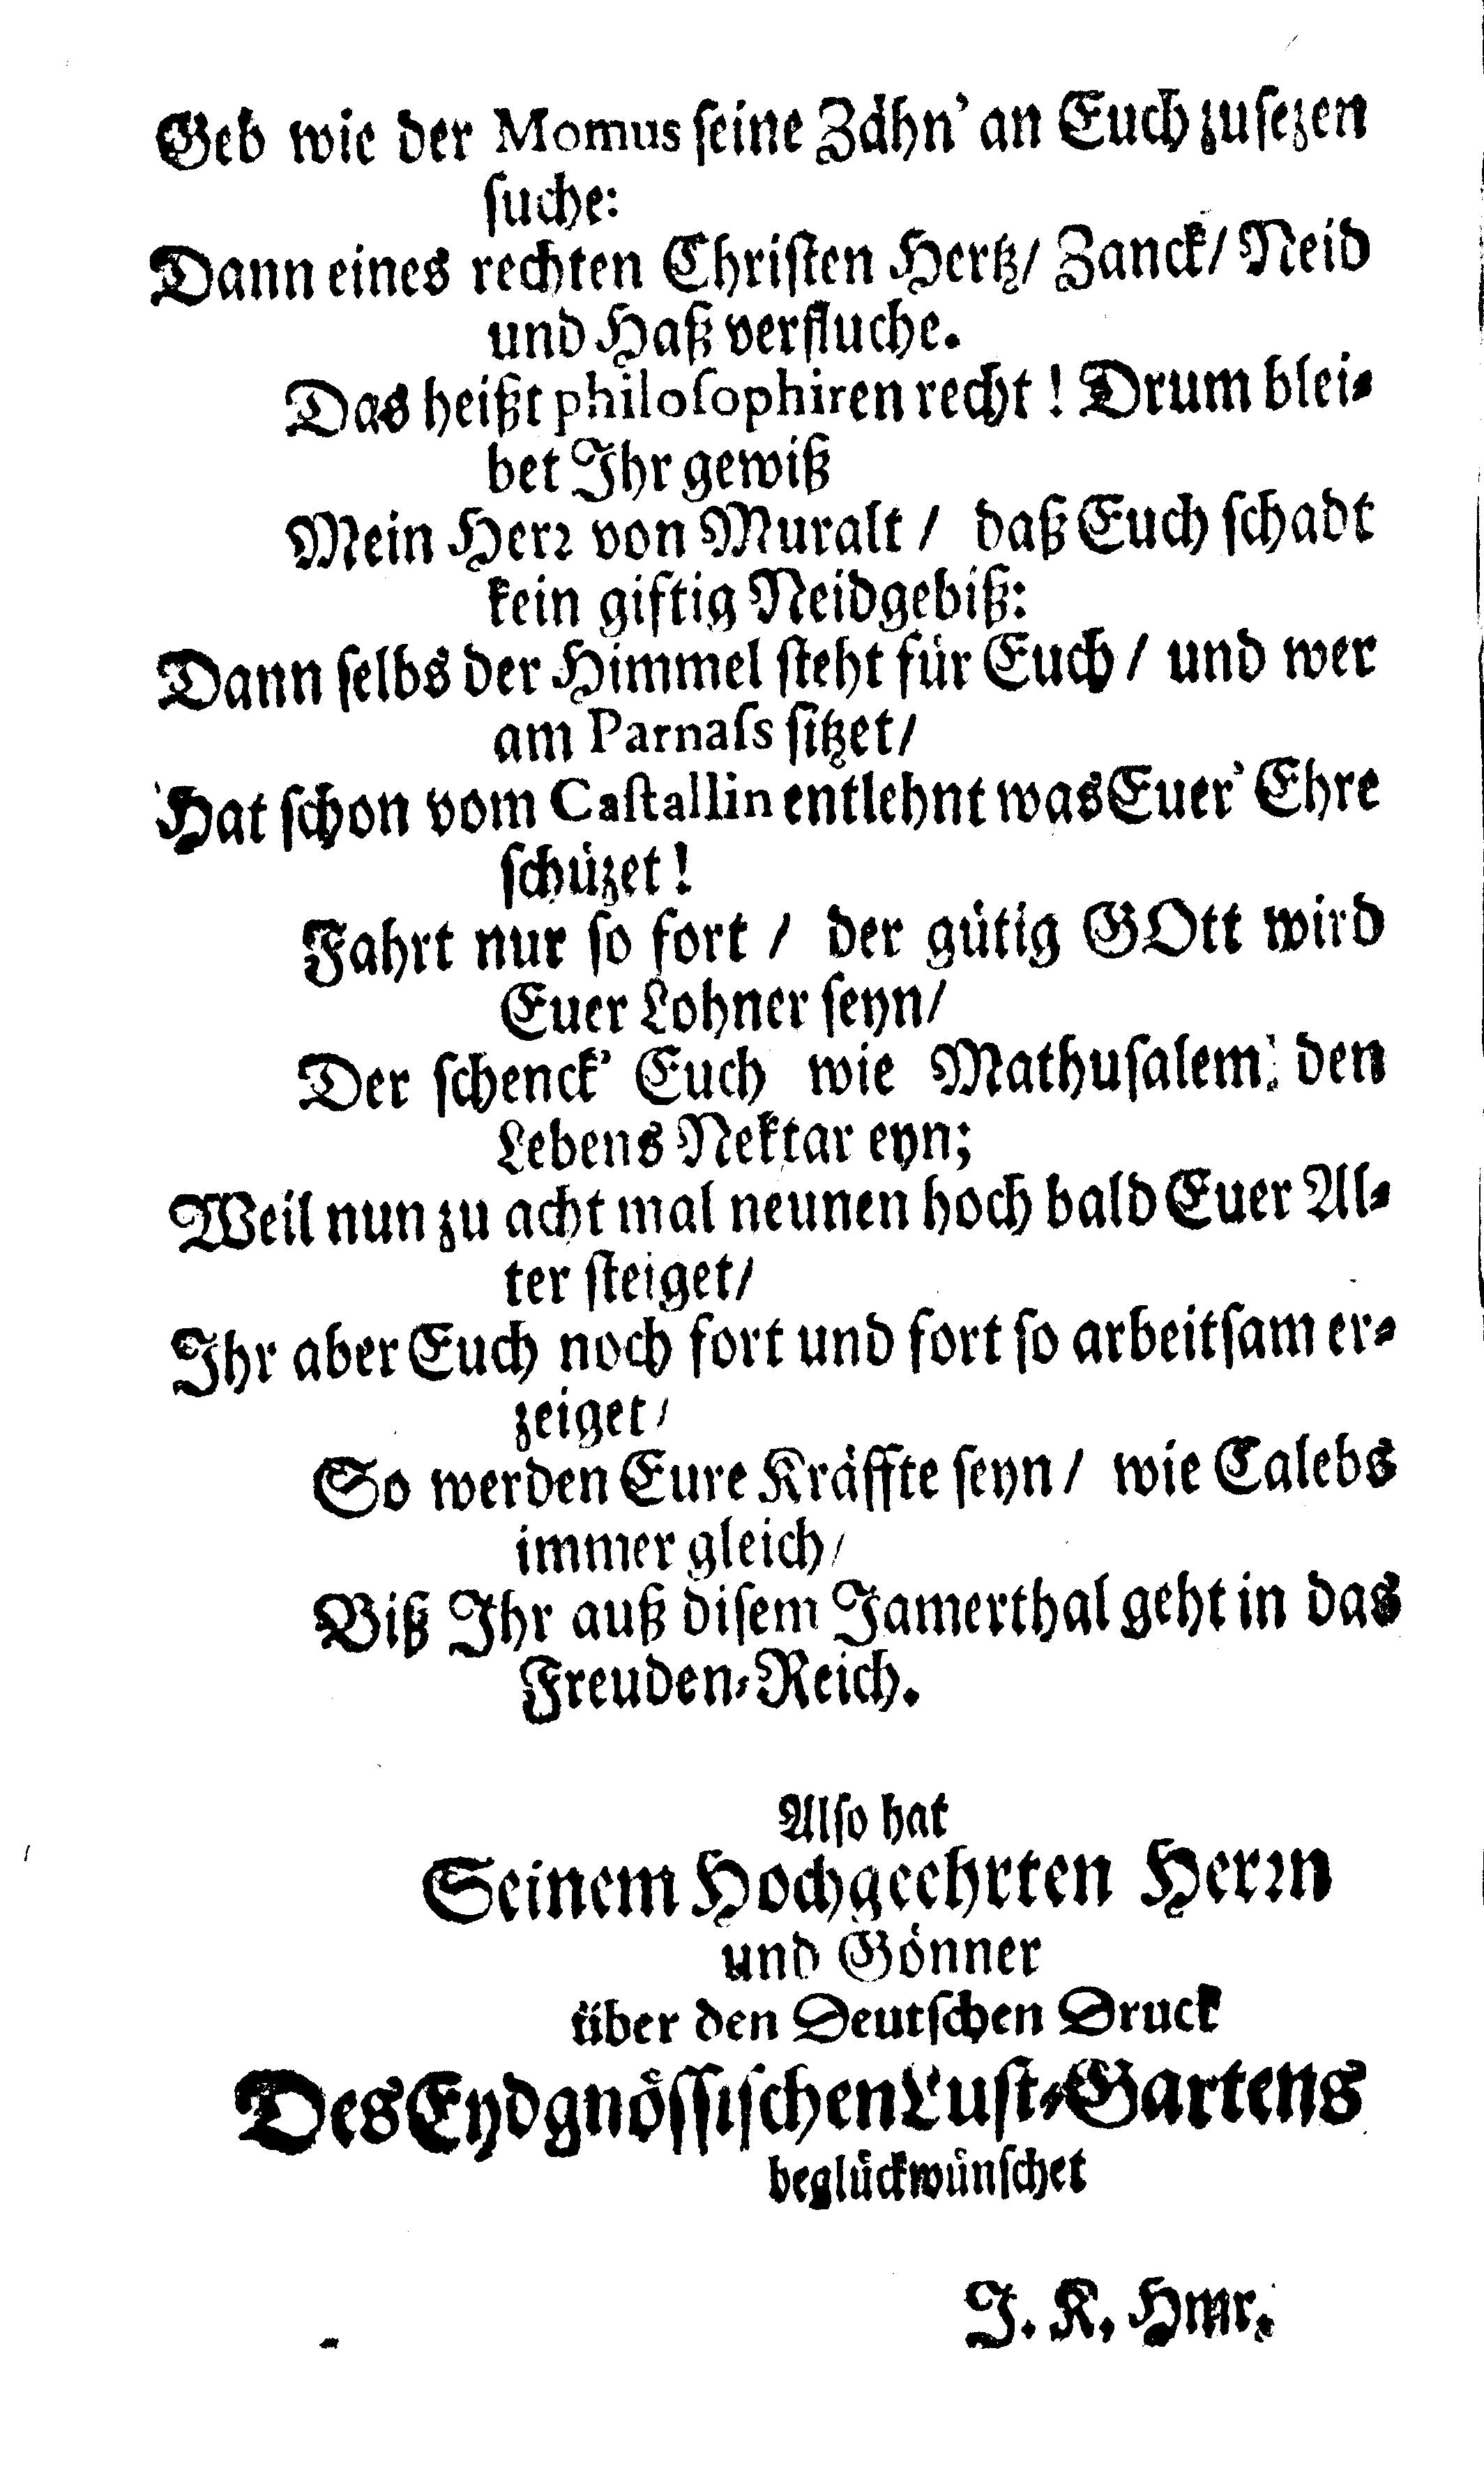 Geb wie der Momus seine Zähn' an Euch zusezen
suche:
Dann eines rechten Christen Hertz/ Zanck/ Neid
und Haß verfluche.
Das heißt philosophiren recht! Drum blei-
bet Ihr gewiß
Mein Herr von Muralt / daß Euch schadt
kein giftig Neidgebiß:
Dann selbs der Himmel steht für Euch / und wer
am Parnass sitzet/
Hat schon vom Castallin entlehnt was Euer' Ehre
schüzet!
Fahrt nur so fort / der gütig GOtt wird
Euer Lohner seyn/
Der schenck' Euch wie Mathusalem: den
Lebens Nektar eyn;
Weil nun zu acht mal neunen hoch bald Euer Al-
ter steiget/
Ihr aber Euch noch fort und fort so arbeitsam er-
zeiget/
So werden Eure Kräffte seyn/ wie Calebs
immer gleich/
Biß Ihr auß disem Jamerthal geht in das
Freuden-Reich.
Also hat
Seinem Hochgeehrten Herrn
und Gönner
über den Deutschen Druck
Des Eydgnössischen Lust-Gartens
beglückwünschet
J. K. Hmr.